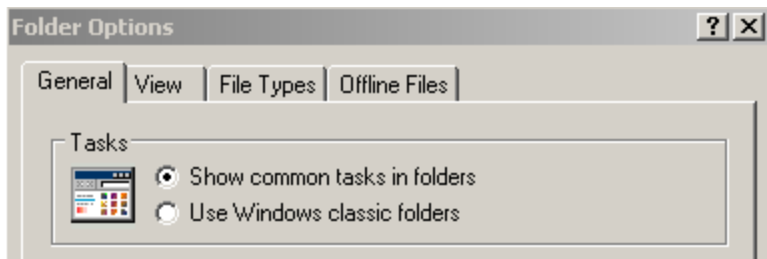 Folder Options
General View File Types Offline Files
Tasks
Show common tasks in folders
Use Windows classic folders